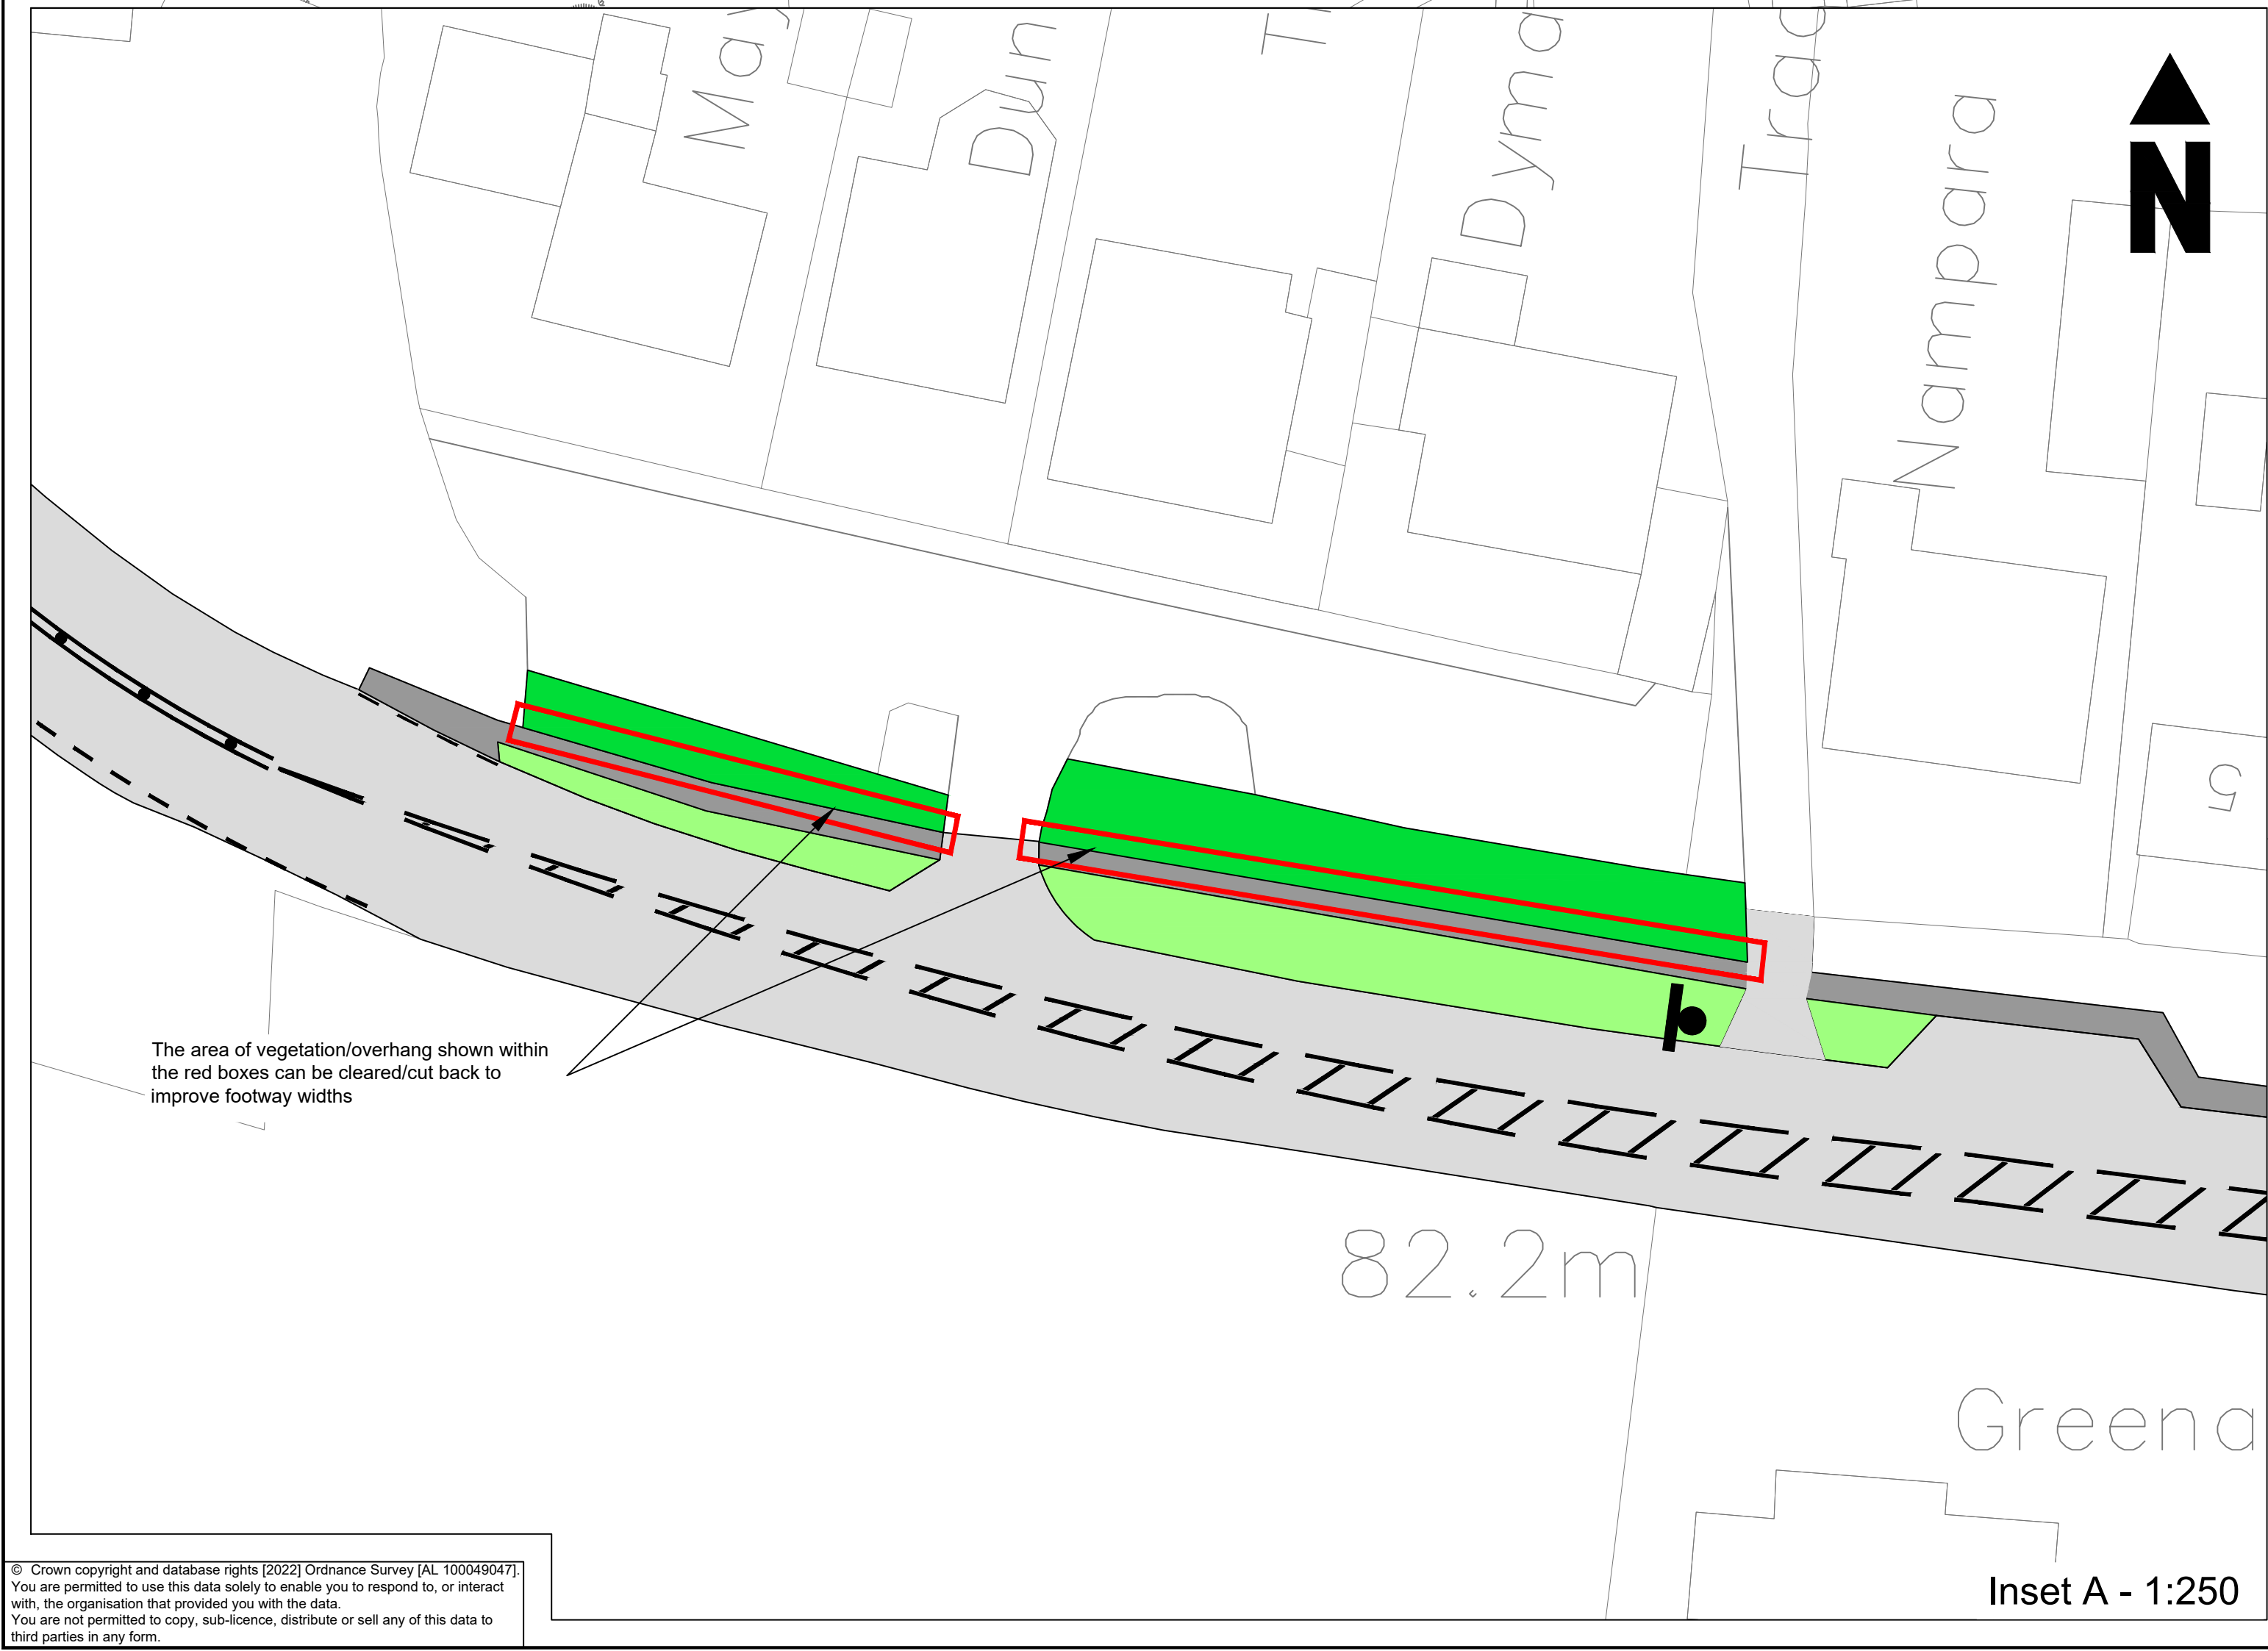 N
Nampara
5
The area of vegetation/overhang shown within
the red boxes can be cleared/cut back to
improve footway widths
82.2m
Greena
Inset A - 1:250
© Crown copyright and database rights [2022] Ordnance Survey [AL 100049047].
You are permitted to use this data solely to enable you to respond to, or interact
with, the organisation that provided you with the data.
You are not permitted to copy, sub-licence, distribute or sell any of this data to
third parties in any form.